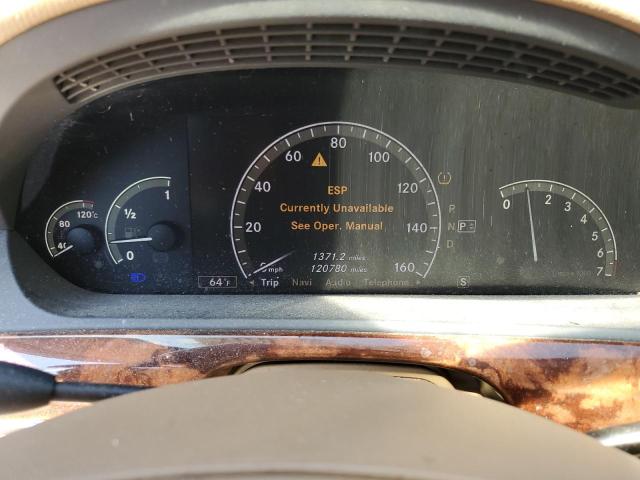 60 80 100
40 120
20 140
0 mph 160
ESP
Currently Unavailable
See Oper. Manual
1371.2 miles
120780 miles
Trip Navi Audio Telephone
64°F
120°C
80
40
1
½
0
P
N P
D
S
0 1 2 3 4 5 6 7